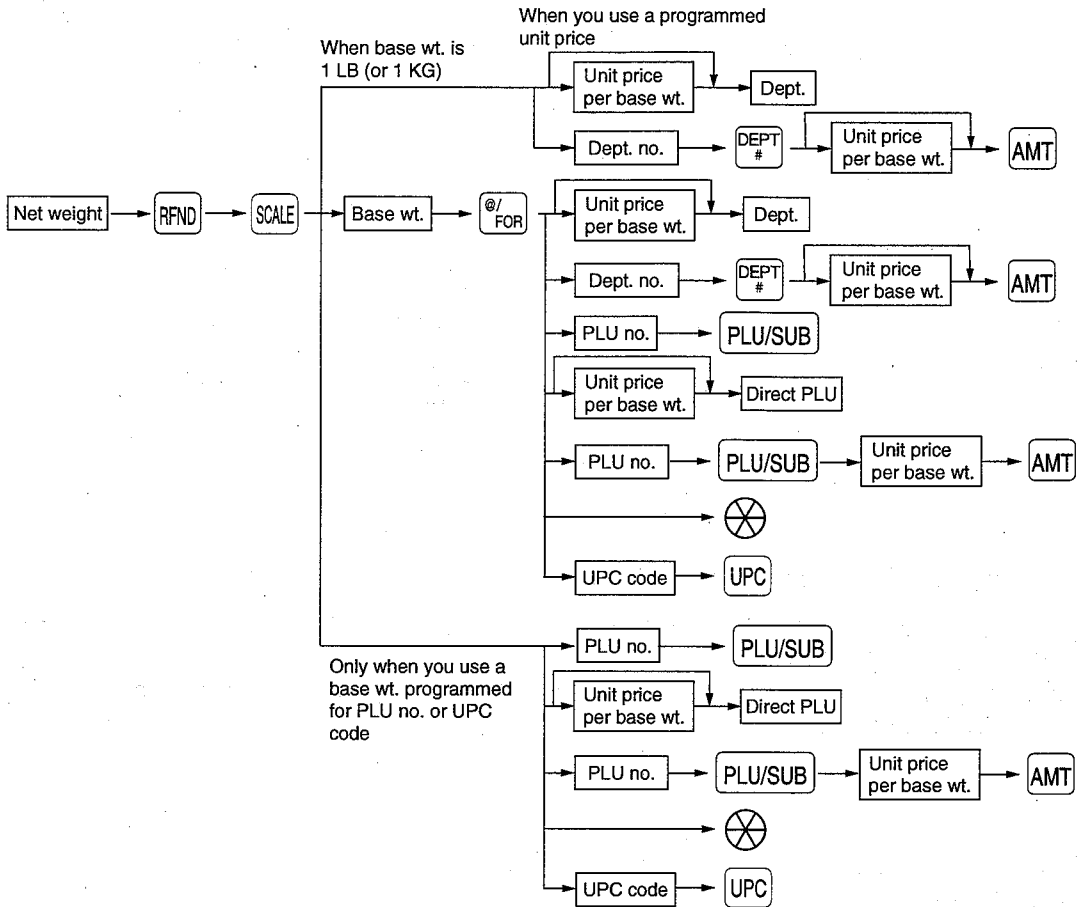 When you use a programmed
unit price
When base wt. is
1 LB (or 1 KG)
Unit price
per base wt.
Dept.
Dept. no.
DEPT
#
Unit price
per base wt.
AMT
Net weight
RFND
SCALE
Base wt.
@/
FOR
Unit price
per base wt.
Dept.
Dept. no.
DEPT
#
Unit price
per base wt.
AMT
PLU no.
PLU/SUB
Unit price
per base wt.
Direct PLU
PLU no.
PLU/SUB
Unit price
per base wt.
AMT
UPC code
UPC
Only when you use a
base wt. programmed
for PLU no. or UPC
code
PLU no.
PLU/SUB
Unit price
per base wt.
Direct PLU
PLU no.
PLU/SUB
Unit price
per base wt.
AMT
UPC code
UPC